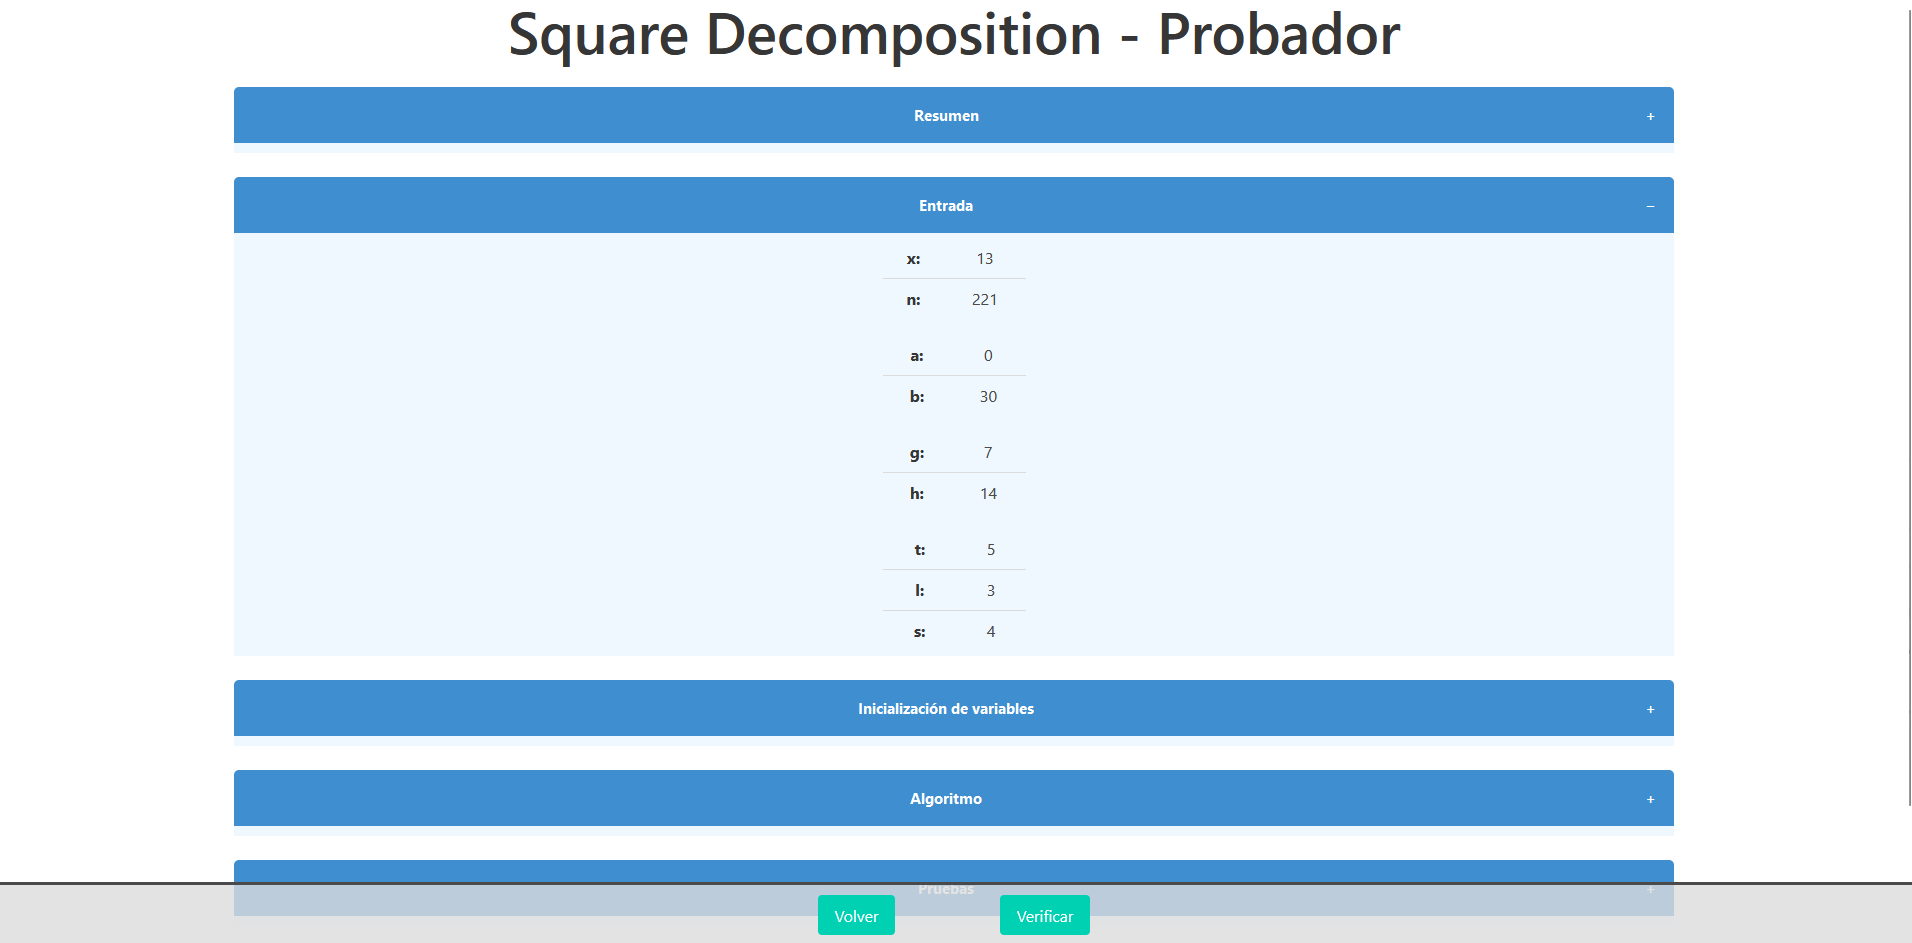 Square Decomposition - Probador
Resumen +
Entrada −
x: 13
n: 221
a: 0
b: 30
g: 7
h: 14
t: 5
l: 3
s: 4
Inicialización de variables +
Algoritmo +
Pruebas +
Volver Verificar